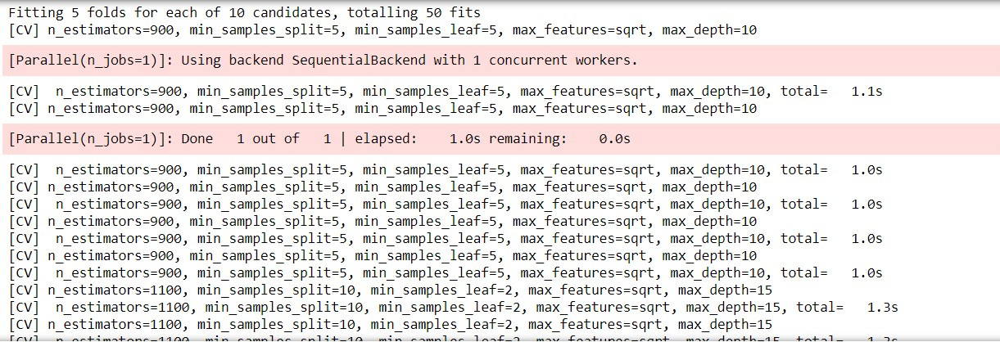 Fitting 5 folds for each of 10 candidates, totalling 50 fits
[CV] n_estimators=900, min_samples_split=5, min_samples_leaf=5, max_features=sqrt, max_depth=10
[Parallel(n_jobs=1)]: Using backend SequentialBackend with 1 concurrent workers.
[CV]  n_estimators=900, min_samples_split=5, min_samples_leaf=5, max_features=sqrt, max_depth=10, total=   1.1s
[CV] n_estimators=900, min_samples_split=5, min_samples_leaf=5, max_features=sqrt, max_depth=10
[Parallel(n_jobs=1)]: Done   1 out of   1 | elapsed:    1.0s remaining:    0.0s
[CV]  n_estimators=900, min_samples_split=5, min_samples_leaf=5, max_features=sqrt, max_depth=10, total=   1.0s
[CV] n_estimators=900, min_samples_split=5, min_samples_leaf=5, max_features=sqrt, max_depth=10
[CV]  n_estimators=900, min_samples_split=5, min_samples_leaf=5, max_features=sqrt, max_depth=10, total=   1.0s
[CV] n_estimators=900, min_samples_split=5, min_samples_leaf=5, max_features=sqrt, max_depth=10
[CV]  n_estimators=900, min_samples_split=5, min_samples_leaf=5, max_features=sqrt, max_depth=10, total=   1.0s
[CV] n_estimators=900, min_samples_split=5, min_samples_leaf=5, max_features=sqrt, max_depth=10
[CV]  n_estimators=900, min_samples_split=5, min_samples_leaf=5, max_features=sqrt, max_depth=10, total=   1.0s
[CV] n_estimators=1100, min_samples_split=10, min_samples_leaf=2, max_features=sqrt, max_depth=15
[CV]  n_estimators=1100, min_samples_split=10, min_samples_leaf=2, max_features=sqrt, max_depth=15, total=   1.3s
[CV] n_estimators=1100, min_samples_split=10, min_samples_leaf=2, max_features=sqrt, max_depth=15